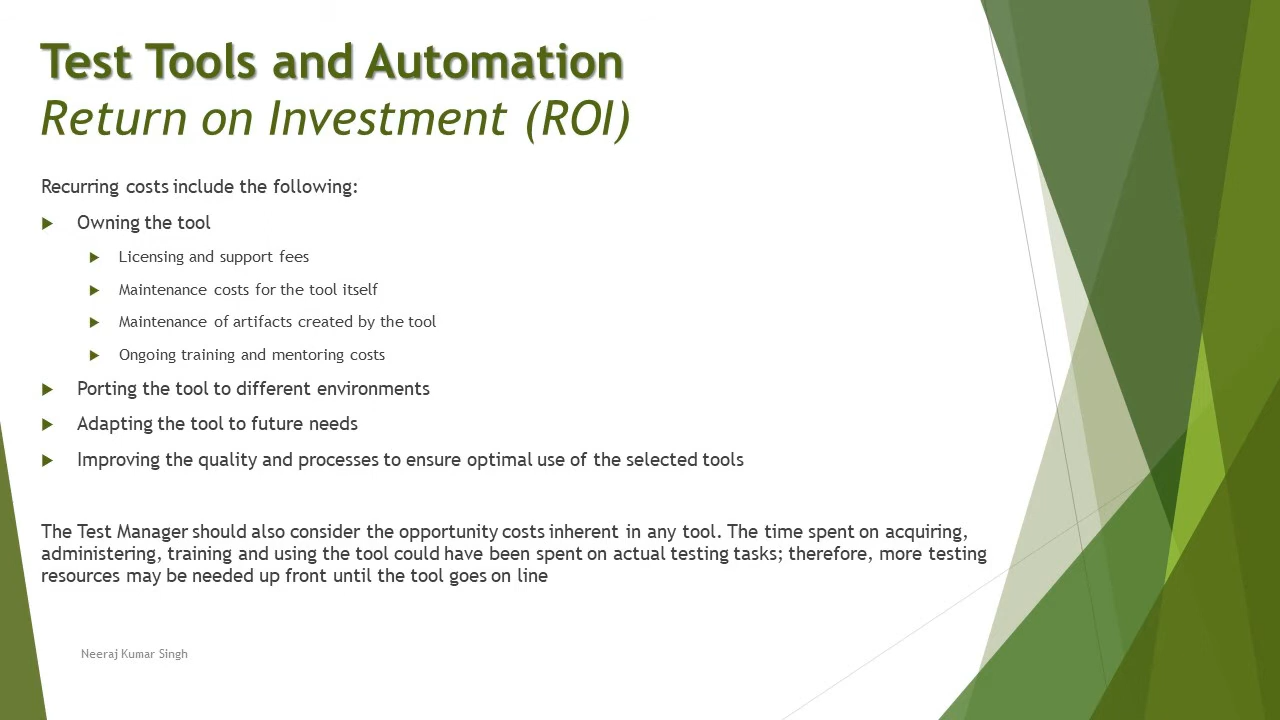 Test Tools and Automation
Return on Investment (ROI)
Recurring costs include the following:
Owning the tool
Licensing and support fees
Maintenance costs for the tool itself
Maintenance of artifacts created by the tool
Ongoing training and mentoring costs
Porting the tool to different environments
Adapting the tool to future needs
Improving the quality and processes to ensure optimal use of the selected tools
The Test Manager should also consider the opportunity costs inherent in any tool. The time spent on acquiring,
administering, training and using the tool could have been spent on actual testing tasks; therefore, more testing
resources may be needed up front until the tool goes on line
Neeraj Kumar Singh